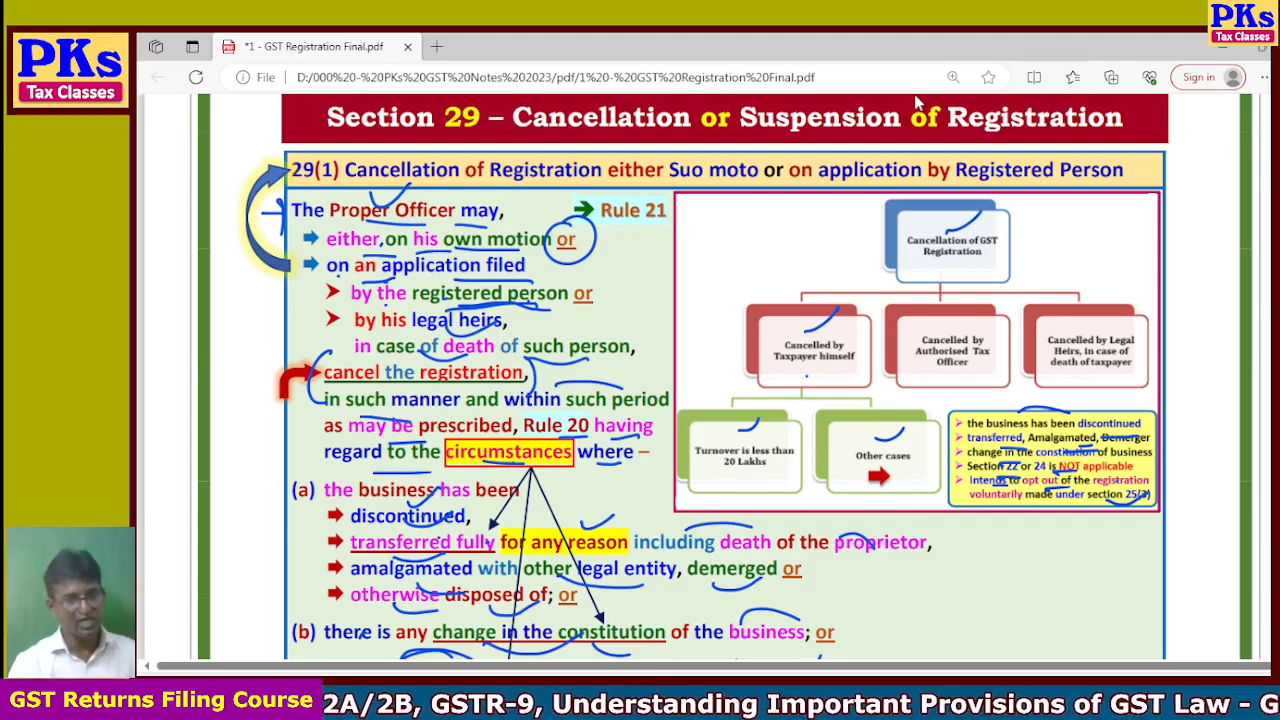 PKs
Tax Classes
PKs
Tax Classes
*1 - GST Registration Final.pdf
File
D:/000%20-%20PKs%20GST%20Notes%202023/pdf/1%20-%20GST%20Registration%20Final.pdf
Sign in
Section 29 – Cancellation or Suspension of Registration
29(1) Cancellation of Registration either Suo moto or on application by Registered Person
The Proper Officer may,
➔ Rule 21
either, on his own motion or
on an application filed
by the registered person or
by his legal heirs,
in case of death of such person,
cancel the registration,
in such manner and within such period
as may be prescribed, Rule 20 having
regard to the circumstances where –
(a) the business has been
discontinued,
transferred fully for any reason including death of the proprietor,
amalgamated with other legal entity, demerged or
otherwise disposed of; or
(b) there is any change in the constitution of the business; or
Cancellation of GST
Registration
Cancelled by
Taxpayer himself
Cancelled by
Authorised Tax
Officer
Cancelled by Legal
Heirs, in case of
death of taxpayer
Turnover is less than
20 Lakhs
Other cases
the business has been discontinued
transferred, Amalgamated, Demerger
change in the constitution of business
Section 22 or 24 is NOT applicable
Intends to opt out of the registration
voluntarily made under section 25(3)
GST Returns Filing Course
2A/2B, GSTR-9, Understanding Important Provisions of GST Law - G